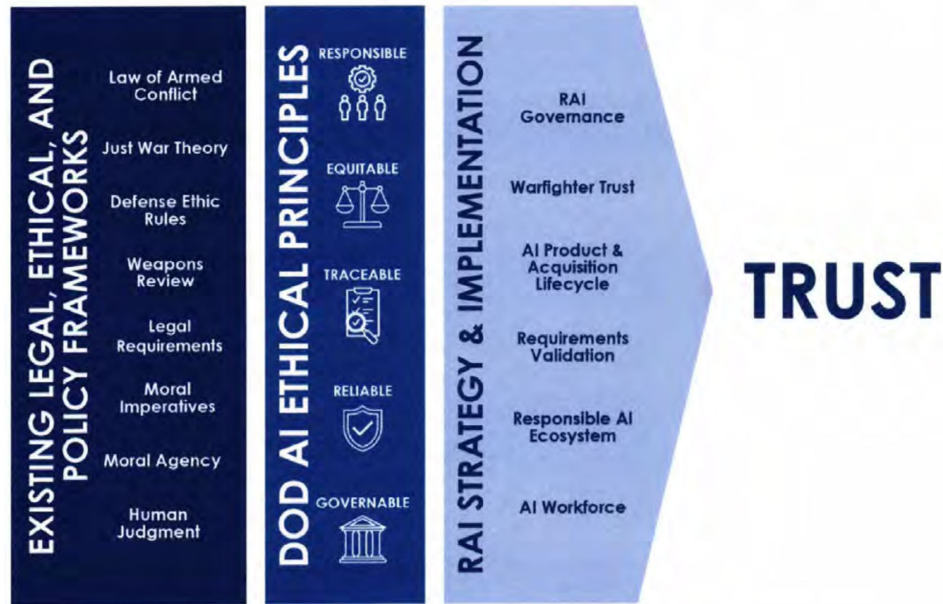 EXISTING LEGAL, ETHICAL, AND
POLICY FRAMEWORKS
Law of Armed
Conflict
Just War Theory
Defense Ethic
Rules
Weapons
Review
Legal
Requirements
Moral
Imperatives
Moral Agency
Human
Judgment
DOD AI ETHICAL PRINCIPLES
RESPONSIBLE
EQUITABLE
TRACEABLE
RELIABLE
GOVERNABLE
RAI STRATEGY & IMPLEMENTATION
RAI
Governance
Warfighter Trust
AI Product &
Acquisition
Lifecycle
Requirements
Validation
Responsible AI
Ecosystem
AI Workforce
TRUST